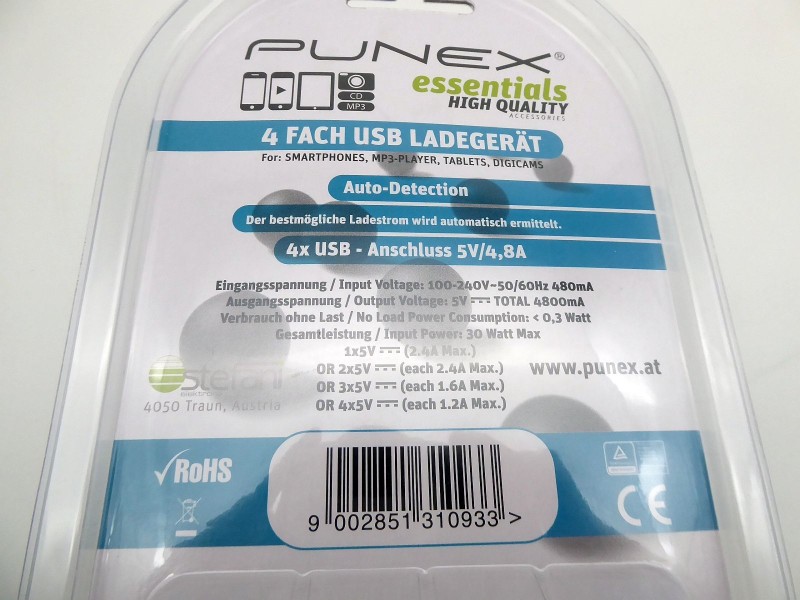 PUNEX®
CD
MP3
essentials
HIGH QUALITY
ACCESSORIES
4 FACH USB LADEGERÄT
For: SMARTPHONES, MP3-PLAYER, TABLETS, DIGICAMS
Auto-Detection
Der bestmögliche Ladestrom wird automatisch ermittelt.
4x USB - Anschluss 5V/4,8A
Eingangsspannung / Input Voltage: 100-240V~50/60Hz 480mA
Ausgangsspannung / Output Voltage: 5V TOTAL 4800mA
Verbrauch ohne Last / No Load Power Consumption: < 0,3 Watt
Gesamtleistung / Input Power: 30 Watt Max
1x5V (2.4A Max.)
OR 2x5V (each 2.4A Max.)
OR 3x5V (each 1.6A Max.)
OR 4x5V (each 1.2A Max.)
www.punex.at
4050 Traun, Austria
RoHS
9 002851 310933 >
CE